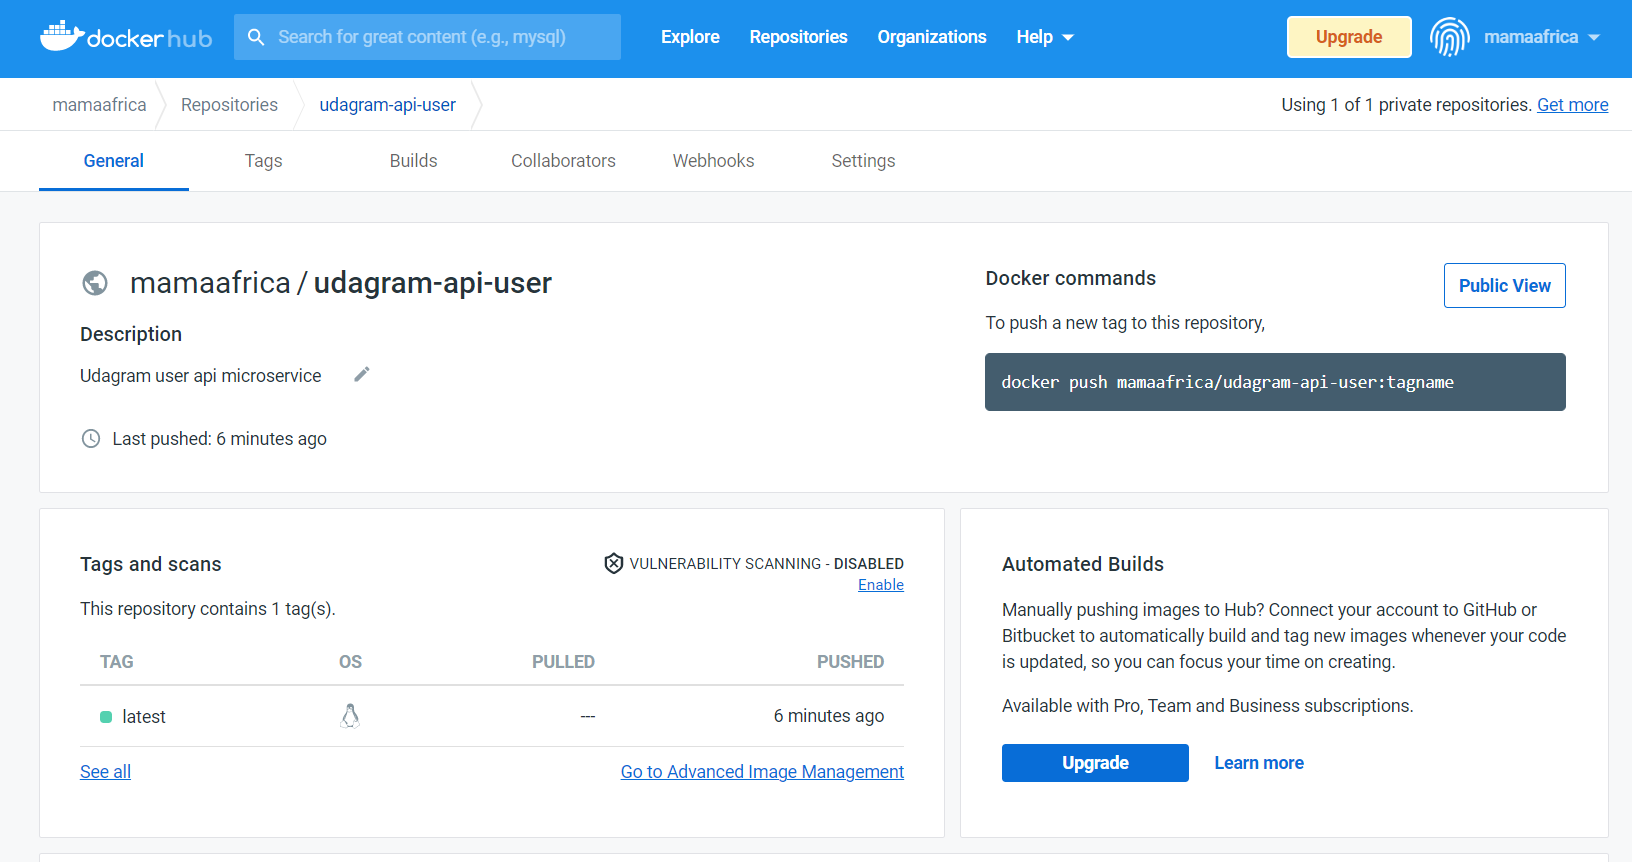 docker hub
Search for great content (e.g., mysql)
Explore
Repositories
Organizations
Help
Upgrade
mamaafrica
mamaafrica
Repositories
udagram-api-user
Using 1 of 1 private repositories. Get more
General
Tags
Builds
Collaborators
Webhooks
Settings
mamaafrica / udagram-api-user
Description
Udagram user api microservice
Last pushed: 6 minutes ago
Docker commands
Public View
To push a new tag to this repository,
docker push mamaafrica/udagram-api-user:tagname
Tags and scans
VULNERABILITY SCANNING - DISABLED
Enable
This repository contains 1 tag(s).
TAG OS PULLED PUSHED
latest --- 6 minutes ago
See all
Go to Advanced Image Management
Automated Builds
Manually pushing images to Hub? Connect your account to GitHub or
Bitbucket to automatically build and tag new images whenever your code
is updated, so you can focus your time on creating.
Available with Pro, Team and Business subscriptions.
Upgrade
Learn more